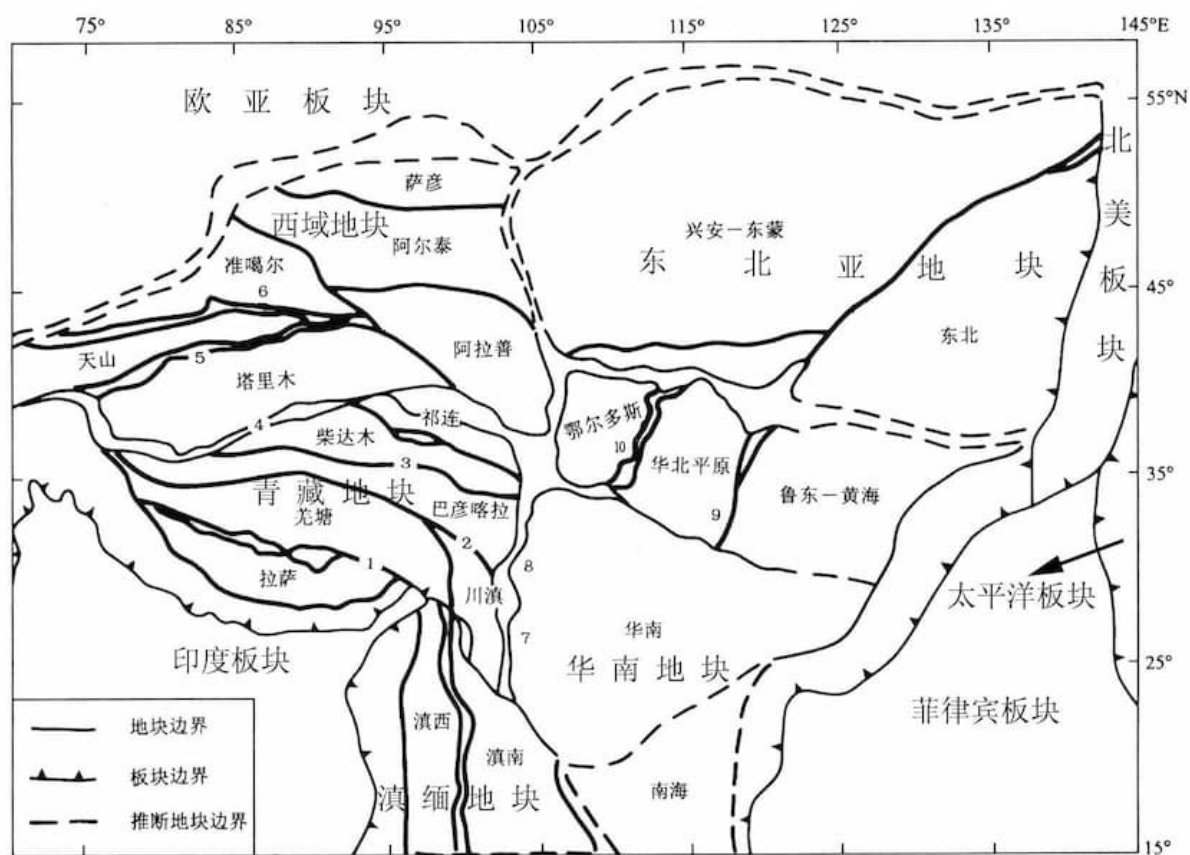 75° 85° 95° 105° 115° 125° 135° 145°E
55°N
45°
35°
25°
15°
欧亚板块
萨彦
西域地块
阿尔泰
准噶尔
6
天山
5
塔里木
阿拉善
兴安－东蒙
东北亚地块
东北
北美板块
4
祁连
柴达木
3
青藏地块
羌塘
巴彦喀拉
2
1
拉萨
川滇
8
7
鄂尔多斯
10
华北平原
9
鲁东－黄海
华南
华南地块
太平洋板块
印度板块
菲律宾板块
滇西
滇南
滇缅地块
南海
地块边界
板块边界
推断地块边界